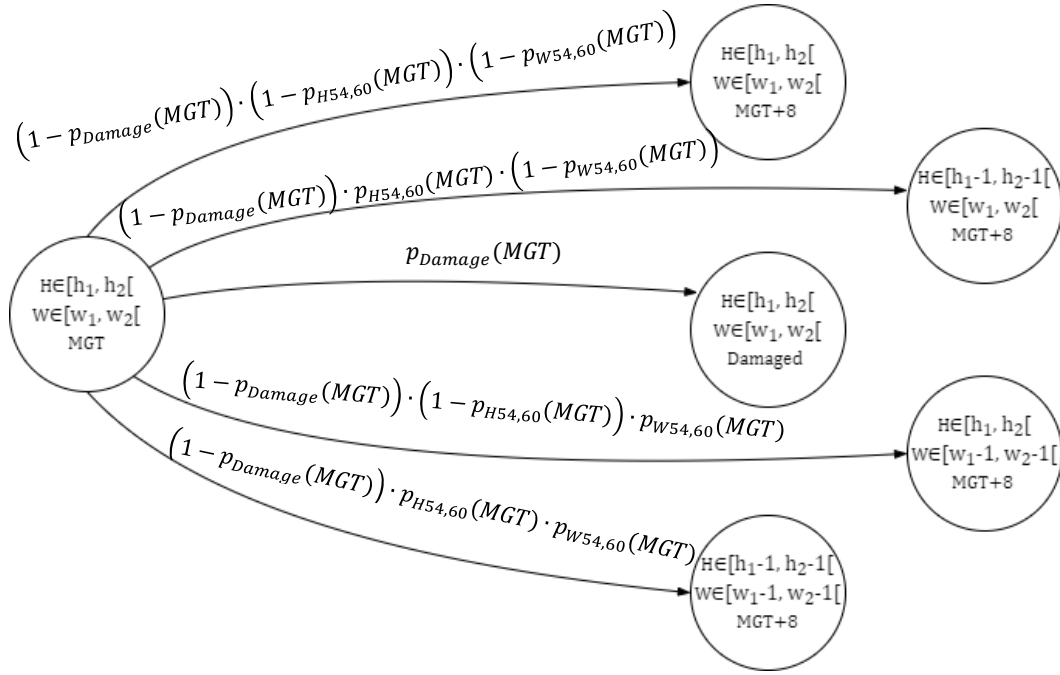 (1 − p_Damage(MGT)) · (1 − p_H54,60(MGT)) · (1 − p_W54,60(MGT))
H∈[h₁, h₂[
W∈[w₁, w₂[
MGT+8
(1 − p_Damage(MGT)) · p_H54,60(MGT) · (1 − p_W54,60(MGT))
H∈[h₁-1, h₂-1[
W∈[w₁, w₂[
MGT+8
H∈[h₁, h₂[
W∈[w₁, w₂[
MGT
p_Damage(MGT)
H∈[h₁, h₂[
W∈[w₁, w₂[
Damaged
(1 − p_Damage(MGT)) · (1 − p_H54,60(MGT)) · p_W54,60(MGT)
H∈[h₁, h₂[
W∈[w₁-1, w₂-1[
MGT+8
(1 − p_Damage(MGT)) · p_H54,60(MGT) · p_W54,60(MGT)
H∈[h₁-1, h₂-1[
W∈[w₁-1, w₂-1[
MGT+8